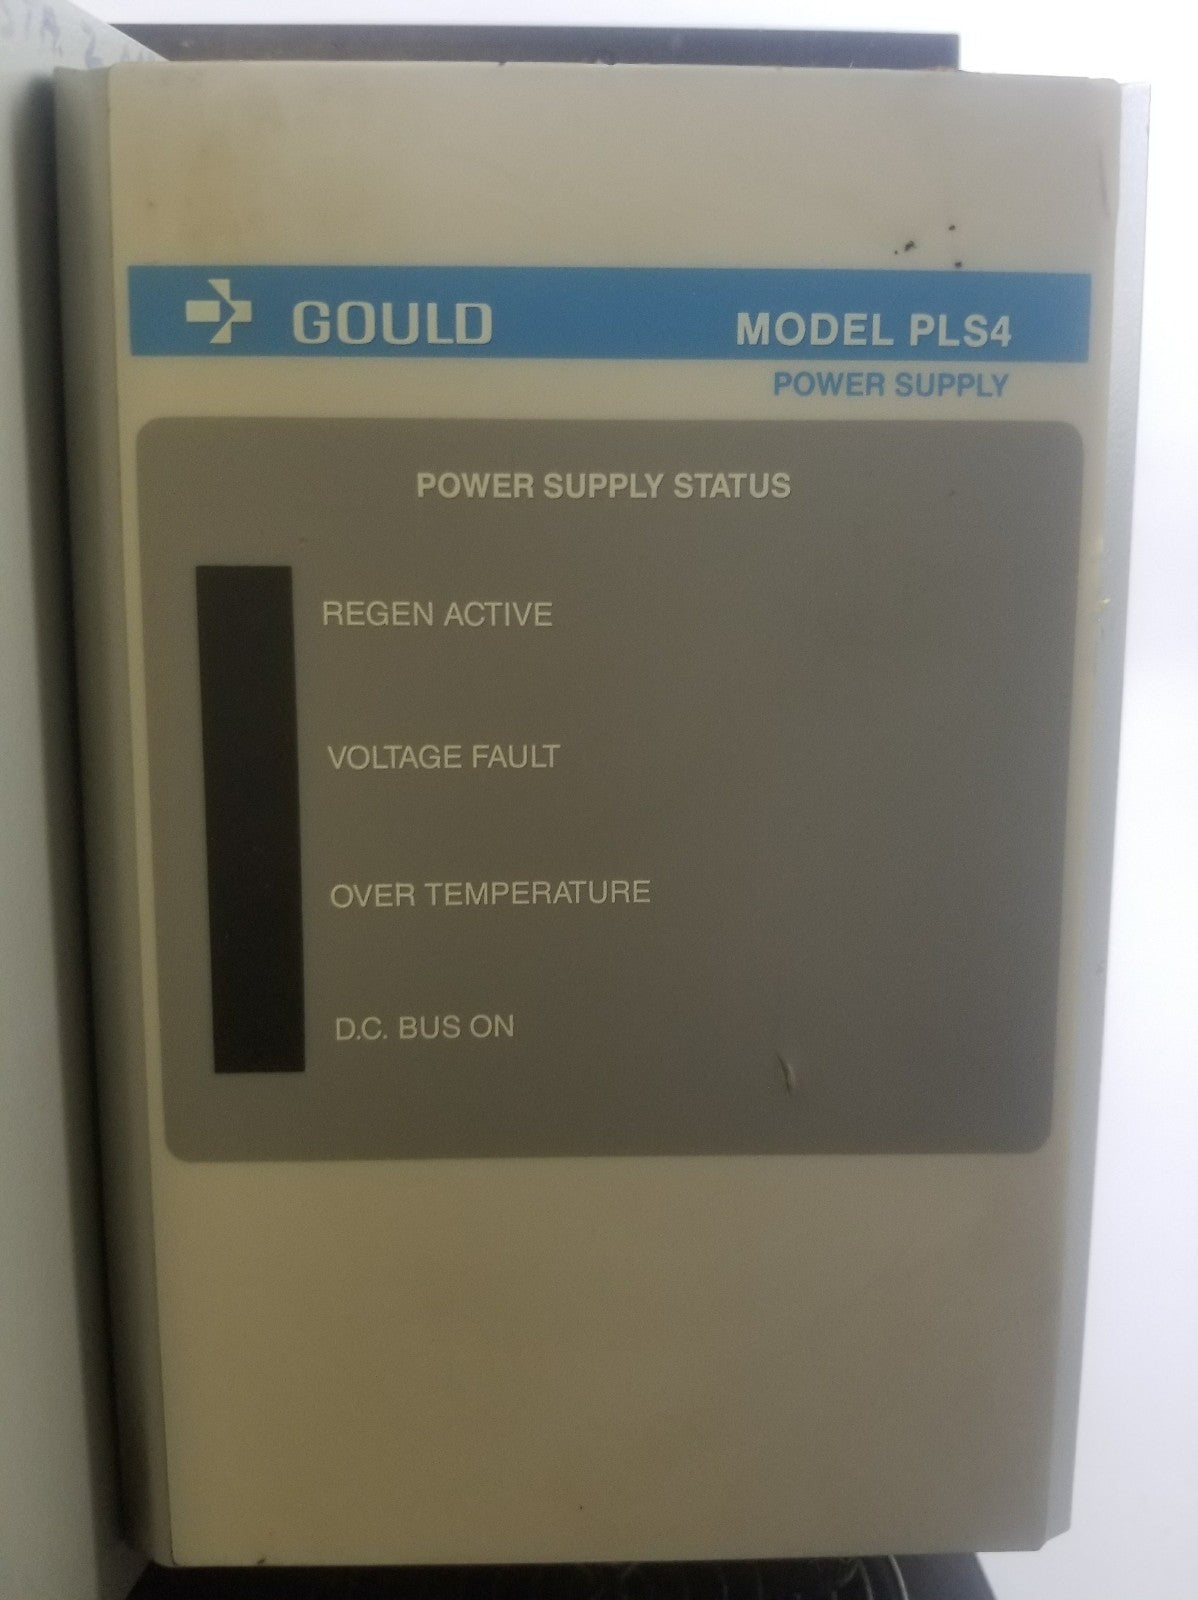 GOULD
MODEL PLS4
POWER SUPPLY
POWER SUPPLY STATUS
REGEN ACTIVE
VOLTAGE FAULT
OVER TEMPERATURE
D.C. BUS ON